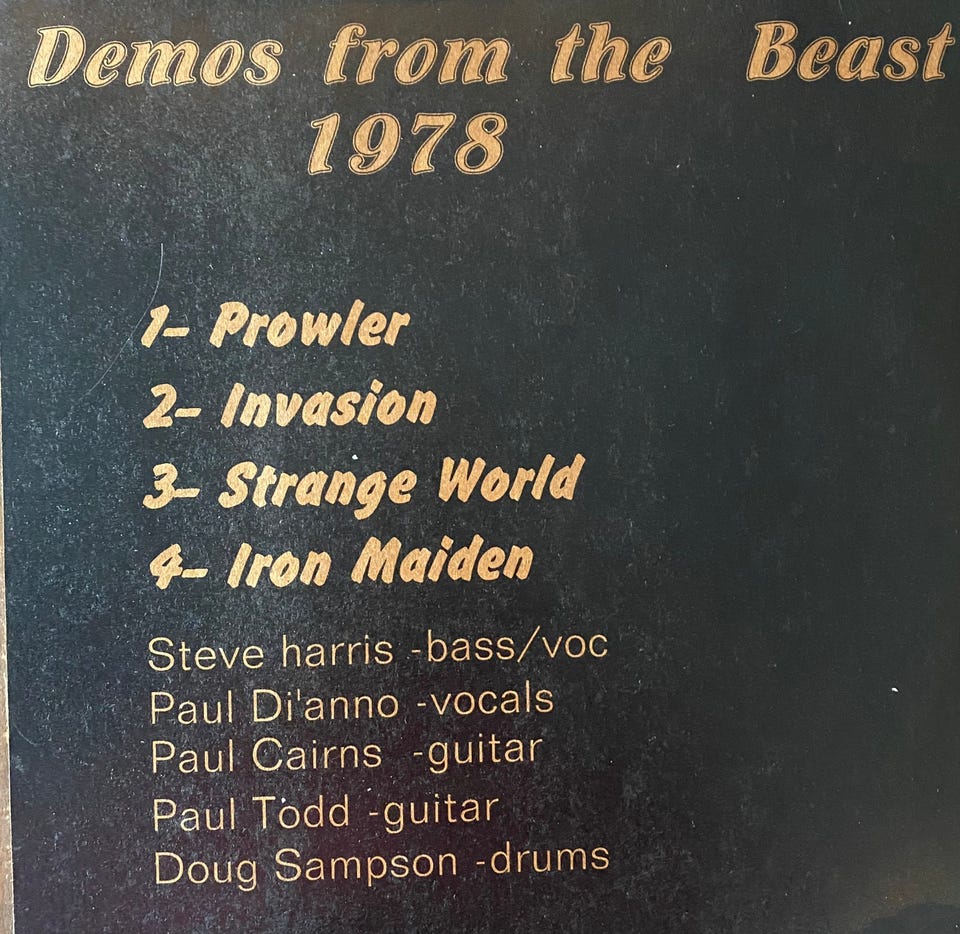 Demos from the Beast
1978
1- Prowler
2- Invasion
3- Strange World
4- Iron Maiden
Steve harris -bass/voc
Paul Di'anno -vocals
Paul Cairns -guitar
Paul Todd -guitar
Doug Sampson -drums